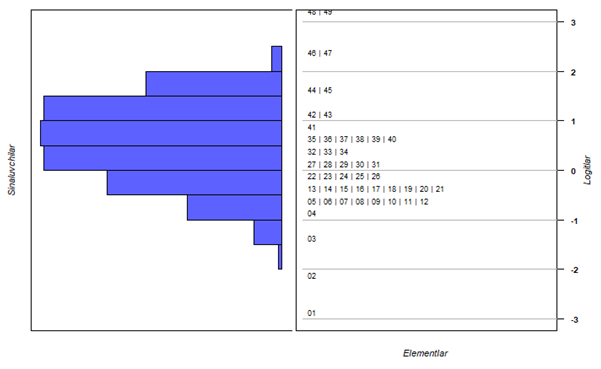 48 | 49
3
46 | 47
2
44 | 45
42 | 43
1
41
35 | 36 | 37 | 38 | 39 | 40
32 | 33 | 34
27 | 28 | 29 | 30 | 31
0
22 | 23 | 24 | 25 | 26
13 | 14 | 15 | 16 | 17 | 18 | 19 | 20 | 21
05 | 06 | 07 | 08 | 09 | 10 | 11 | 12
04
-1
03
02
-2
01
-3
Sinaluvchilar
Logitlar
Elementlar